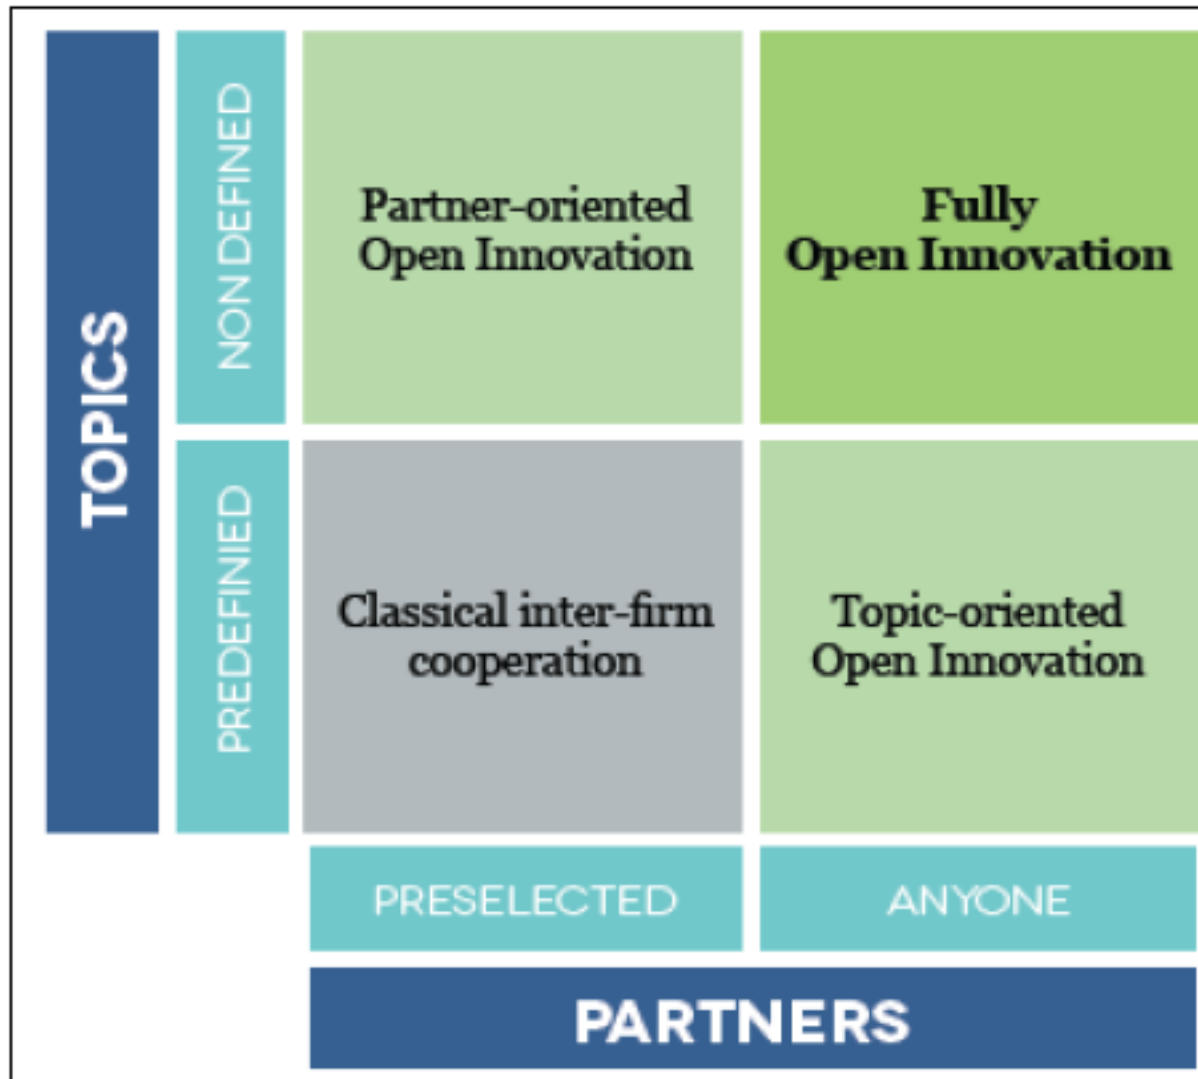 TOPICS
NON DEFINED
Partner-oriented
Open Innovation
Fully
Open Innovation
PREDEFINIED
Classical inter-firm
cooperation
Topic-oriented
Open Innovation
PRESELECTED
ANYONE
PARTNERS